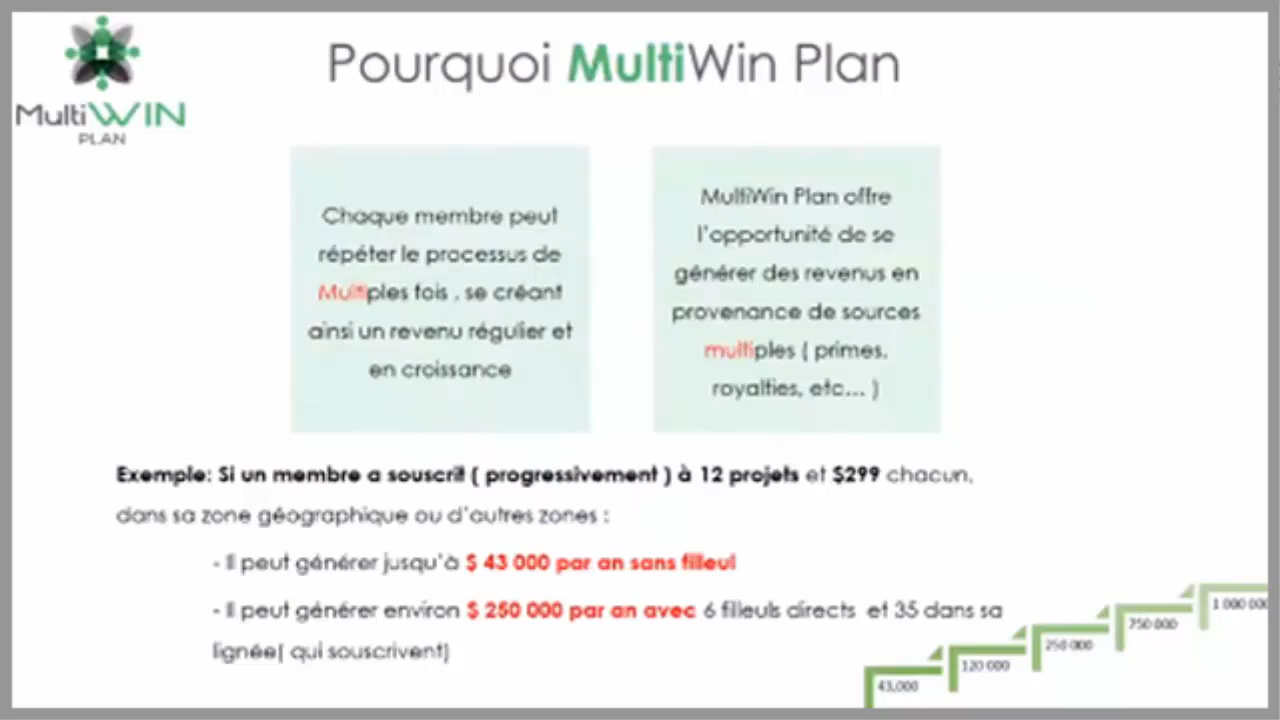 Pourquoi MultiWin Plan
MultiWIN
PLAN
Chaque membre peut
répéter le processus de
Multiples fois , se créant
ainsi un revenu régulier et
en croissance
MultiWin Plan offre
l'opportunité de se
générer des revenus en
provenance de sources
multiples ( primes,
royalties, etc... )
Exemple: Si un membre a souscrit ( progressivement ) à 12 projets et $299 chacun,
dans sa zone géographique ou d'autres zones :
- Il peut générer jusqu'à $ 43 000 par an sans filleul
- Il peut générer environ $ 250 000 par an avec 6 filleuls directs et 35 dans sa
lignée( qui souscrivent)
43,000
120 000
250 000
750 000
1 000 000